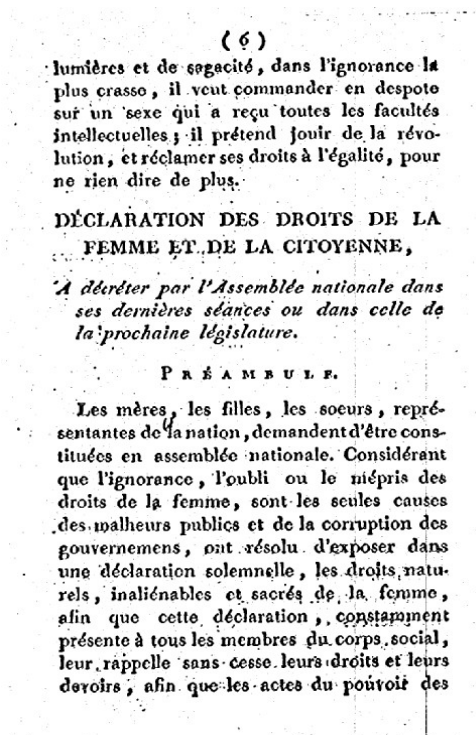 ( 6 )
lumières et de sagacité, dans l'ignorance la
plus crasse, il veut commander en despote
sur un sexe qui a reçu toutes les facultés
intellectuelles ; il prétend jouir de la révo-
lution, et réclamer ses droits à l'égalité, pour
ne rien dire de plus.
DÉCLARATION DES DROITS DE LA
FEMME ET DE LA CITOYENNE,
A décréter par l'Assemblée nationale dans
ses dernières séances ou dans celle de
la prochaine législature.
PRÉAMBULE.
Les mères, les filles, les soeurs, repré-
sentantes de la nation, demandent d'être cons-
tituées en assemblée nationale. Considérant
que l'ignorance, l'oubli ou le mépris des
droits de la femme, sont les seules causes
des malheurs publics et de la corruption des
gouvernemens, ont résolu d'exposer dans
une déclaration solemnelle, les droits natu-
rels, inaliénables et sacrés de la femme,
afin que cette déclaration, constamment
présente à tous les membres du corps social,
leur rappelle sans cesse leurs droits et leurs
devoirs, afin que les actes du pouvoir des